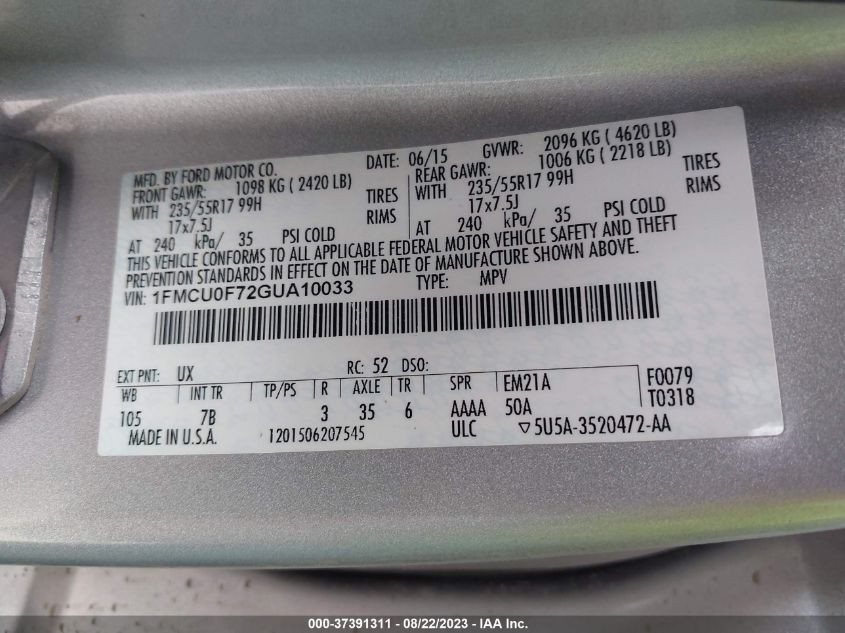 MFD. BY FORD MOTOR CO. DATE: 06/15 GVWR: 2096 KG ( 4620 LB)
FRONT GAWR: 1098 KG ( 2420 LB) REAR GAWR: 1006 KG ( 2218 LB)
WITH 235/55R17 99H TIRES WITH 235/55R17 99H TIRES
17x7.5J RIMS 17x7.5J RIMS
AT 240 kPa/ 35 PSI COLD AT 240 kPa/ 35 PSI COLD
THIS VEHICLE CONFORMS TO ALL APPLICABLE FEDERAL MOTOR VEHICLE SAFETY AND THEFT
PREVENTION STANDARDS IN EFFECT ON THE DATE OF MANUFACTURE SHOWN ABOVE.
VIN: 1FMCU0F72GUA10033 TYPE: MPV
EXT PNT: UX RC: 52 DSO:
WB INT TR TP/PS R AXLE TR SPR EM21A F0079
105 7B 3 35 6 AAAA 50A T0318
MADE IN U.S.A. 1201506207545 ULC ▽5U5A-3520472-AA
000-37391311 - 08/22/2023 - IAA Inc.